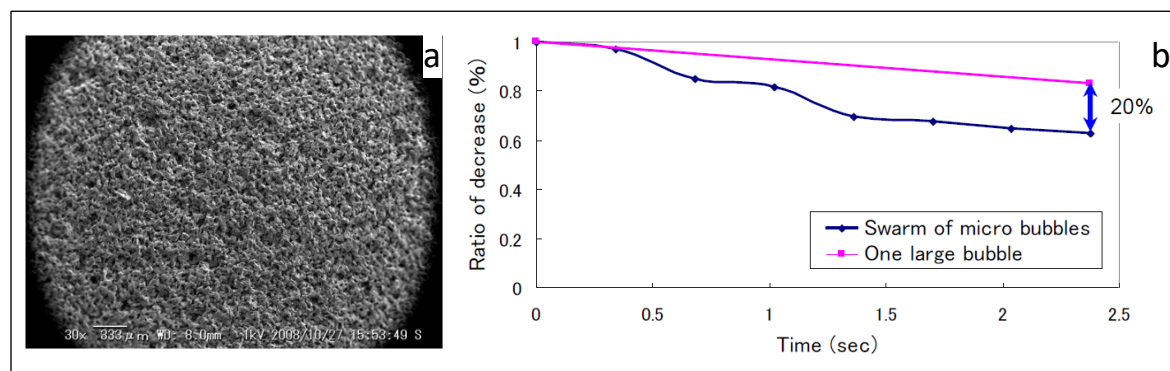 a
30× 333μm WD: 8.0mm 1kV 2008/10/27 15:53:49 S
b
Ratio of decrease (%)
1
0.8
0.6
0.4
0.2
0
20%
Swarm of micro bubbles
One large bubble
0 0.5 1 1.5 2 2.5
Time (sec)